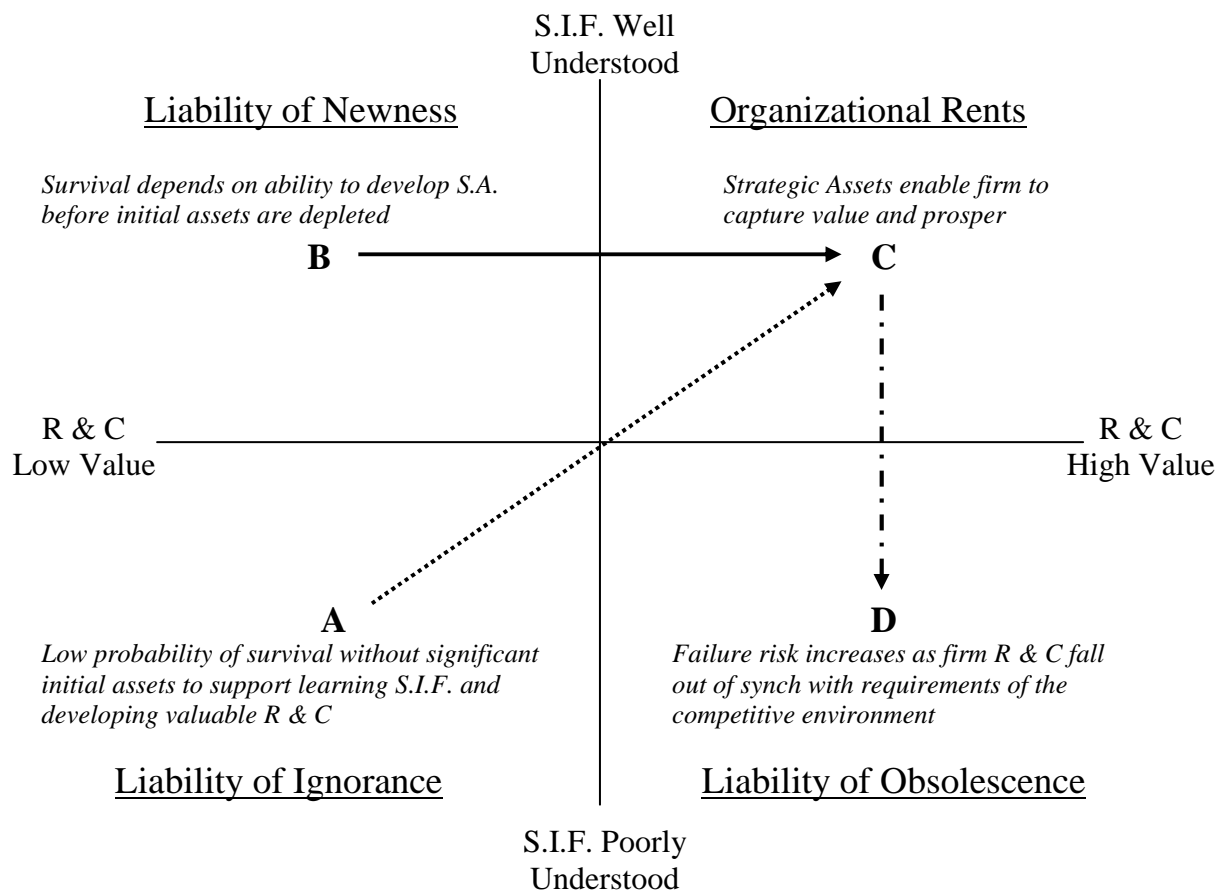 S.I.F. Well
Understood
Liability of Newness
Organizational Rents
Survival depends on ability to develop S.A.
before initial assets are depleted
Strategic Assets enable firm to
capture value and prosper
B
C
R & C
Low Value
R & C
High Value
A
D
Low probability of survival without significant
initial assets to support learning S.I.F. and
developing valuable R & C
Failure risk increases as firm R & C fall
out of synch with requirements of the
competitive environment
Liability of Ignorance
Liability of Obsolescence
S.I.F. Poorly
Understood